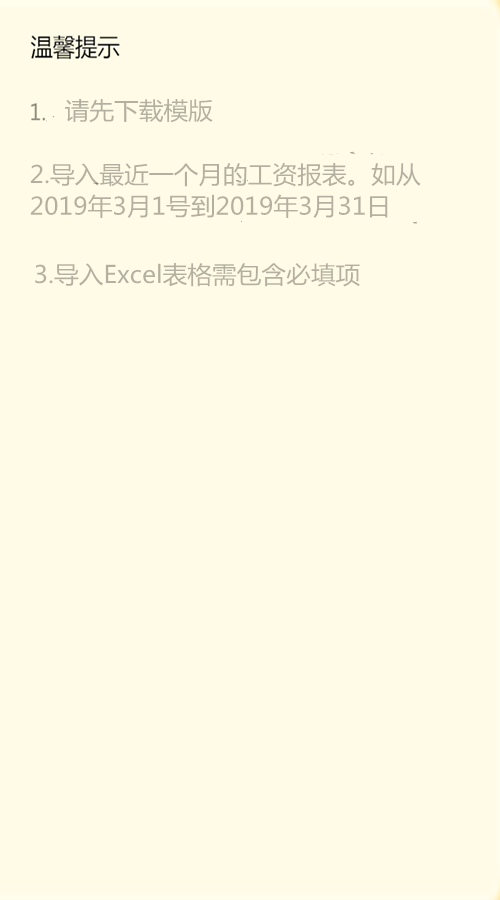 温馨提示
1. 请先下载模版
2.导入最近一个月的工资报表。如从
2019年3月1号到2019年3月31日
3.导入Excel表格需包含必填项